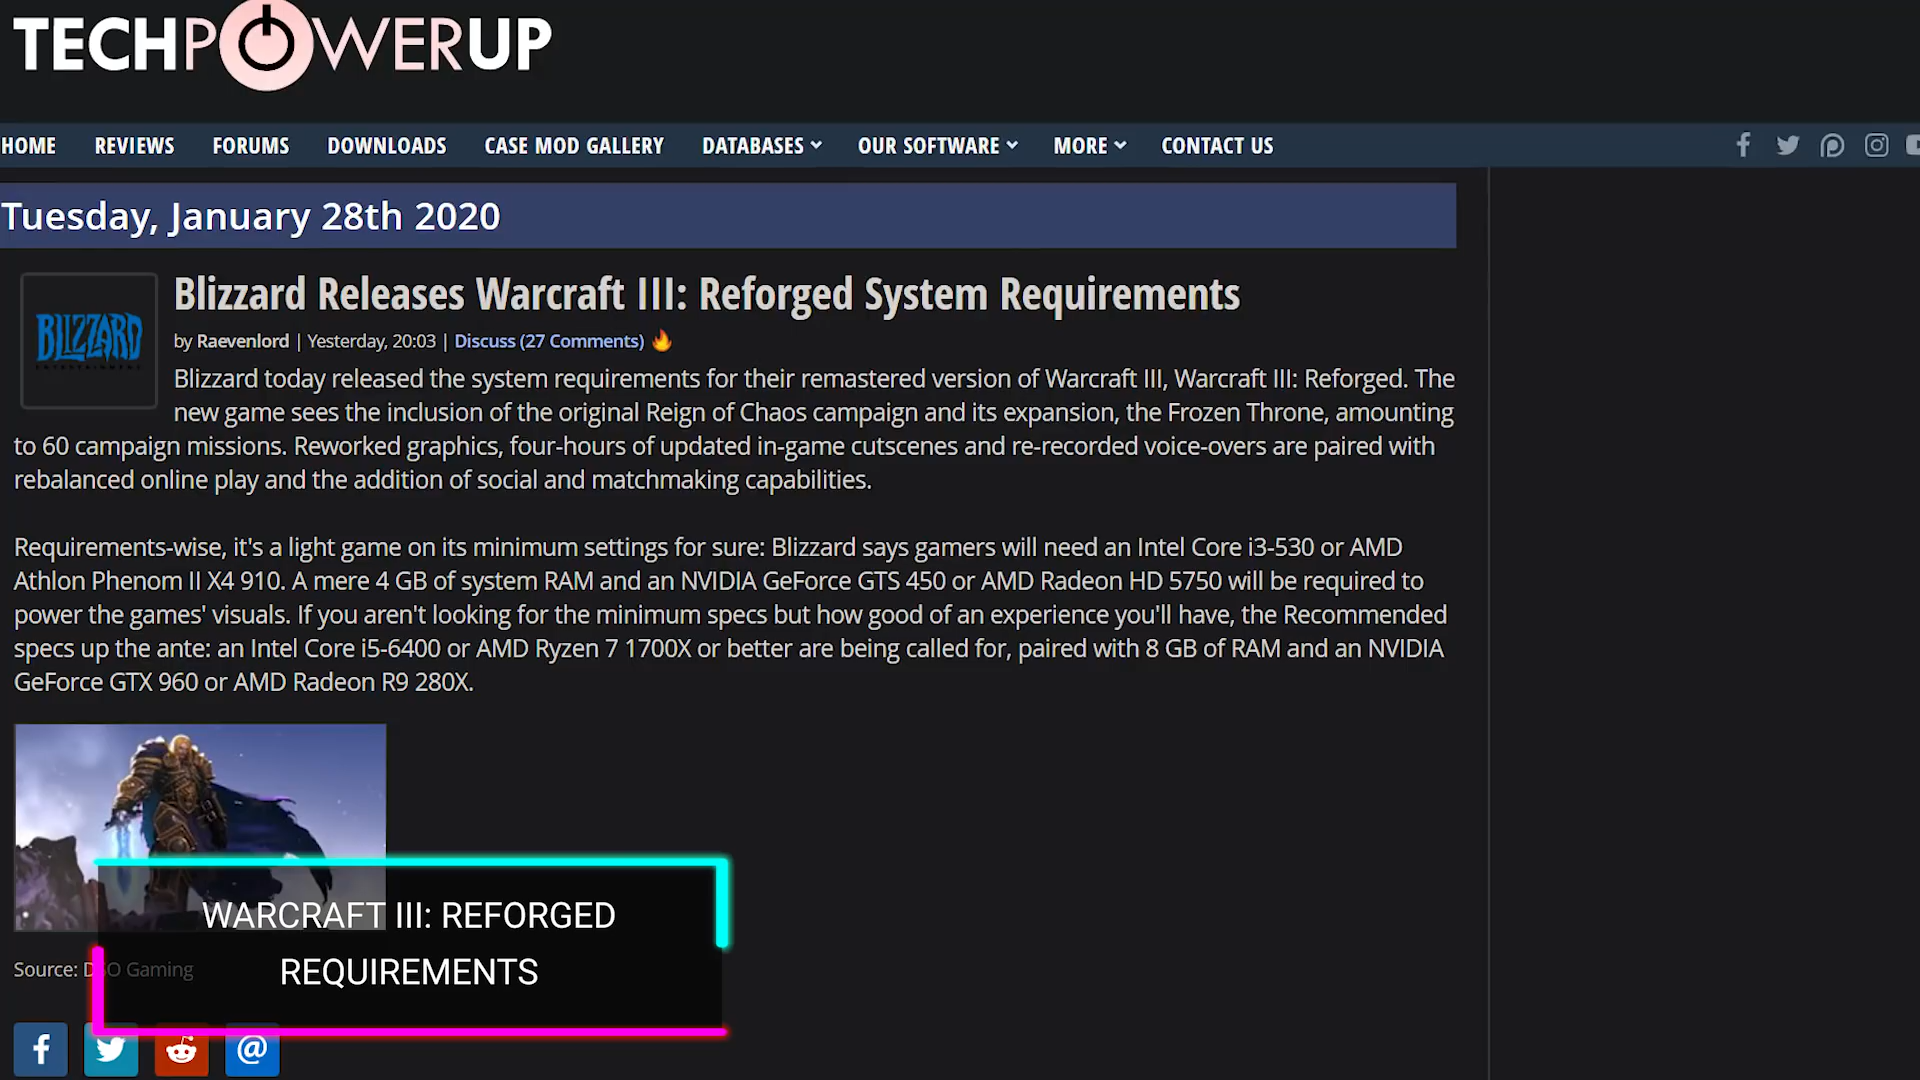 TECHPOWERUP
HOME REVIEWS FORUMS DOWNLOADS CASE MOD GALLERY DATABASES OUR SOFTWARE MORE CONTACT US
Tuesday, January 28th 2020
BLIZZARD
ENTERTAINMENT
Blizzard Releases Warcraft III: Reforged System Requirements
by Raevenlord | Yesterday, 20:03 | Discuss (27 Comments)
Blizzard today released the system requirements for their remastered version of Warcraft III, Warcraft III: Reforged. The
new game sees the inclusion of the original Reign of Chaos campaign and its expansion, the Frozen Throne, amounting
to 60 campaign missions. Reworked graphics, four-hours of updated in-game cutscenes and re-recorded voice-overs are paired with
rebalanced online play and the addition of social and matchmaking capabilities.
Requirements-wise, it's a light game on its minimum settings for sure: Blizzard says gamers will need an Intel Core i3-530 or AMD
Athlon Phenom II X4 910. A mere 4 GB of system RAM and an NVIDIA GeForce GTS 450 or AMD Radeon HD 5750 will be required to
power the games' visuals. If you aren't looking for the minimum specs but how good of an experience you'll have, the Recommended
specs up the ante: an Intel Core i5-6400 or AMD Ryzen 7 1700X or better are being called for, paired with 8 GB of RAM and an NVIDIA
GeForce GTX 960 or AMD Radeon R9 280X.
WARCRAFT III: REFORGED
REQUIREMENTS
Source: DSO Gaming